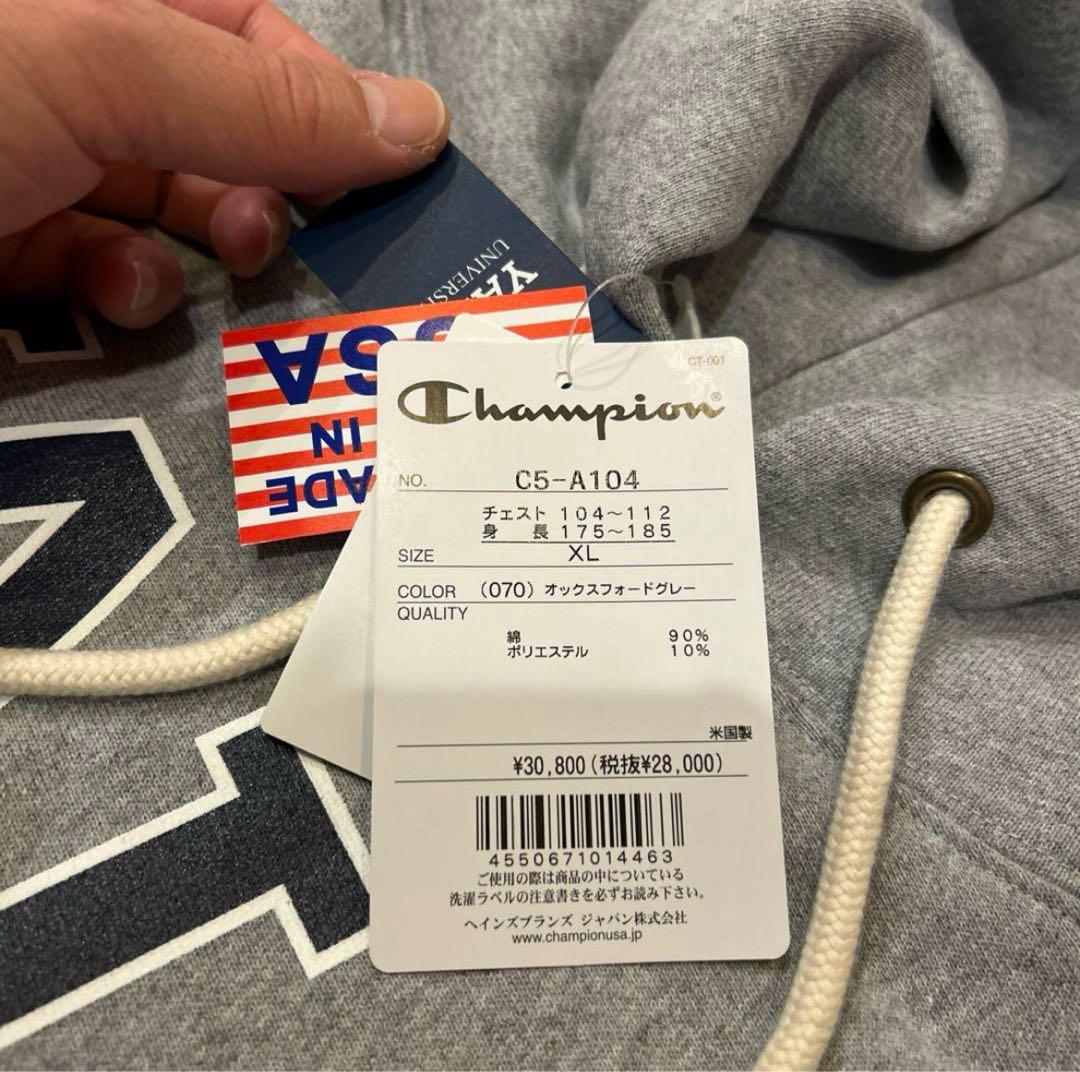 YA
UNIVERS
USA
IN
ADE
CT-001
Champion®
NO. C5-A104
チェスト 104～112
身 長 175～185
SIZE XL
COLOR (070) オックスフォードグレー
QUALITY
綿 90%
ポリエステル 10%
米国製
¥30,800(税抜¥28,000)
4550671014463
ご使用の際は商品の中についている
洗濯ラベルの注意書きを必ずお読み下さい。
ヘインズブランズ ジャパン株式会社
www.championusa.jp